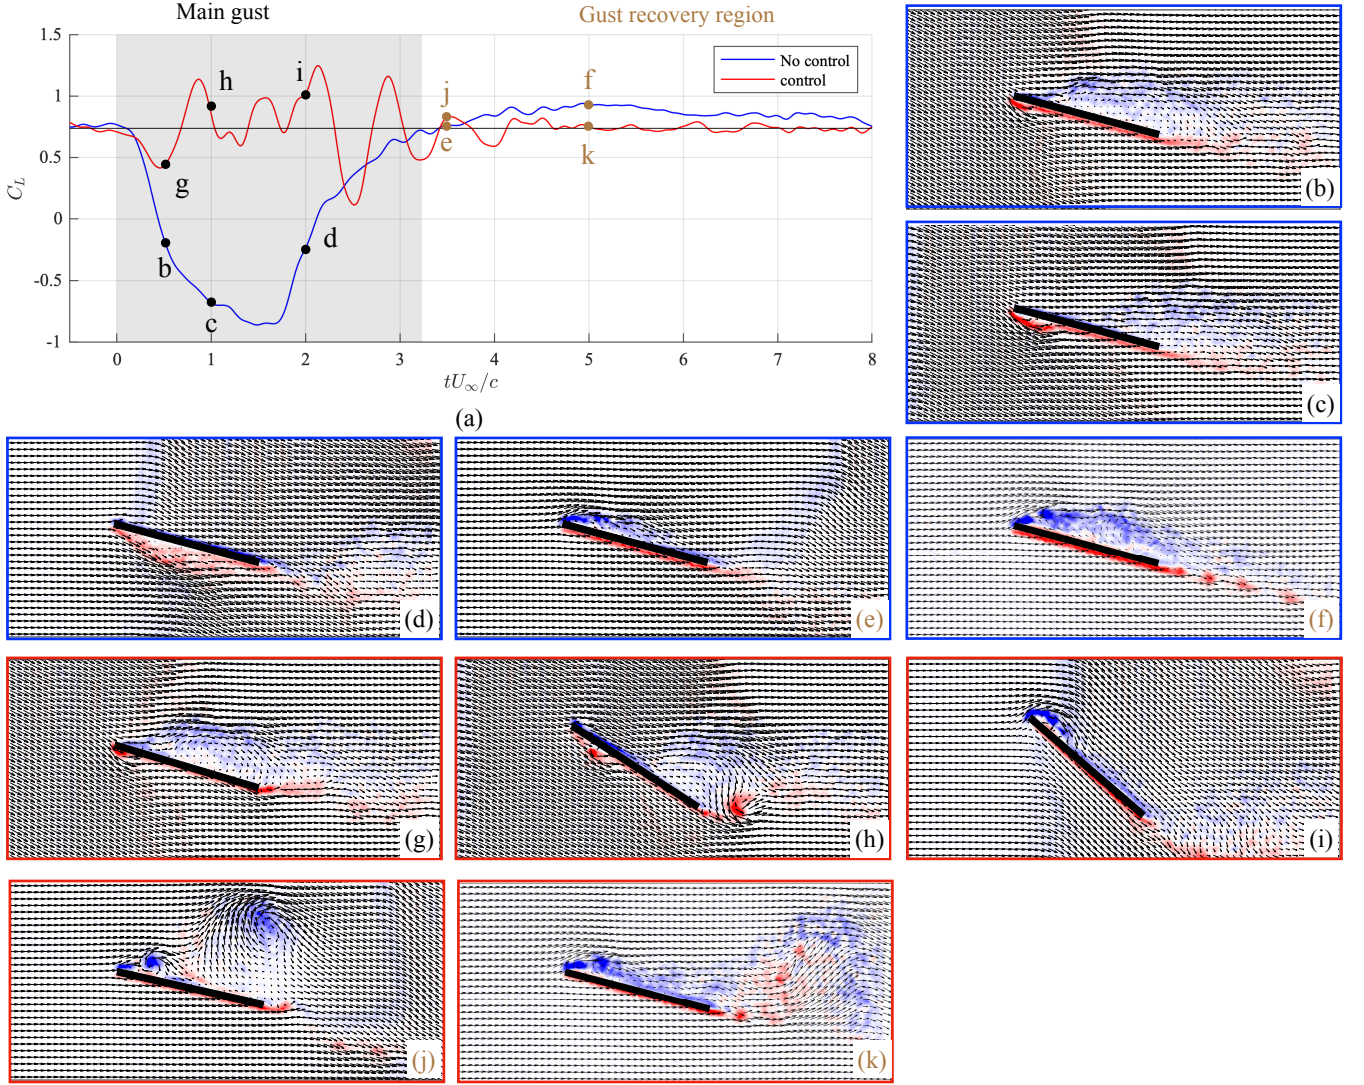 Main gust
Gust recovery region
1.5
1
0.5
0
-0.5
-1
C_L
No control
control
h
i
j
f
g
e
k
b
d
c
0
1
2
3
4
5
6
7
8
tU_∞/c
(a)
(b)
(c)
(d)
(e)
(f)
(g)
(h)
(i)
(j)
(k)